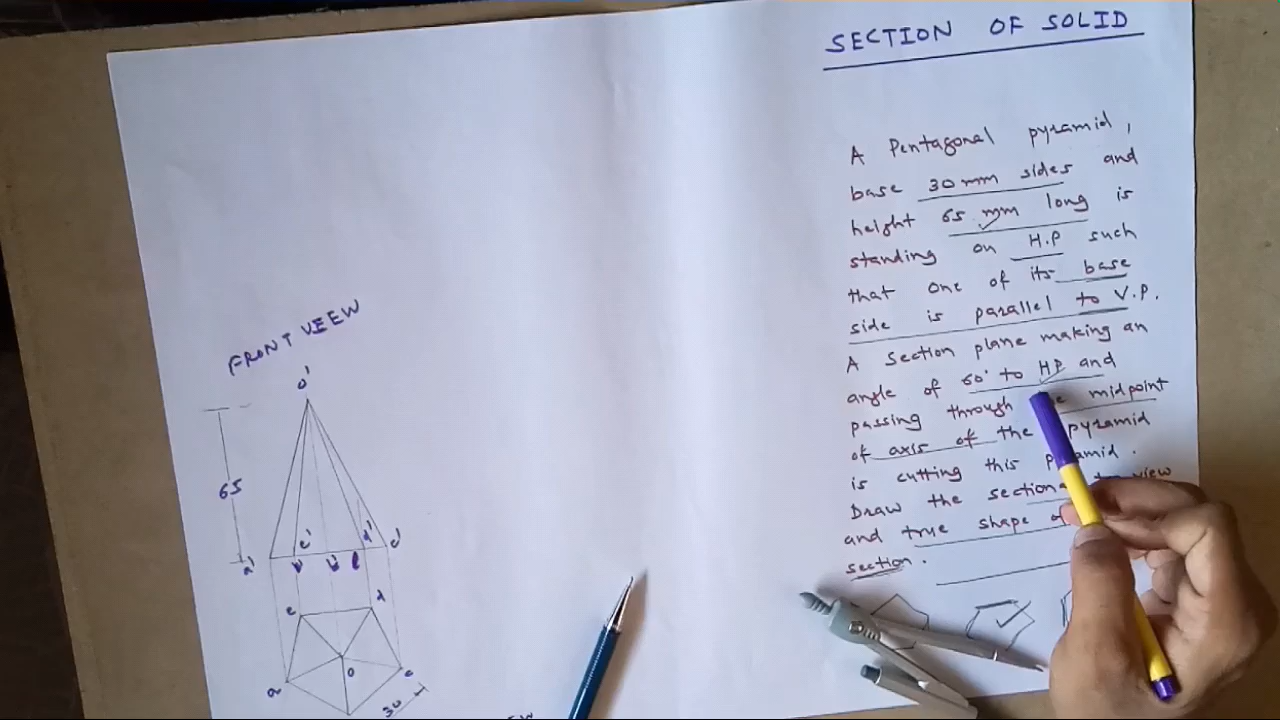 SECTION OF SOLID
A Pentagonal pyramid,
base 30 mm sides and
height 65 mm long is
standing on H.P such
that one of its base
side is parallel to V.P.
A section plane making an
angle of 60° to HP and
passing through midpoint
of axis of the pyramid
is cutting this
Draw the view
and true shape
section.
FRONT VIEW
o'
65
a' e' d' c'
b'
e d
a o c
30